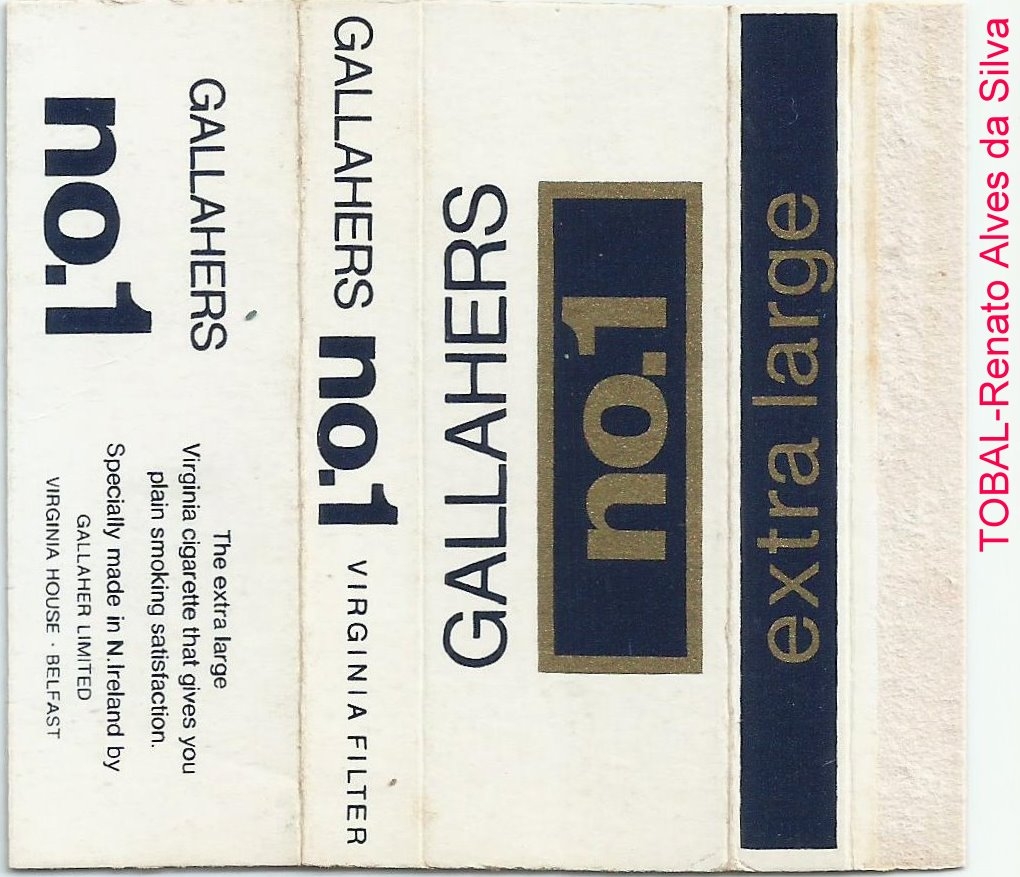 GALLAHERS
no.1
The extra large
Virginia cigarette that gives you
plain smoking satisfaction.
Specially made in N.Ireland by
GALLAHER LIMITED
VIRGINIA HOUSE · BELFAST
GALLAHERS no.1 VIRGINIA FILTER
GALLAHERS
no.1
extra large
TOBAL-Renato Alves da Silva